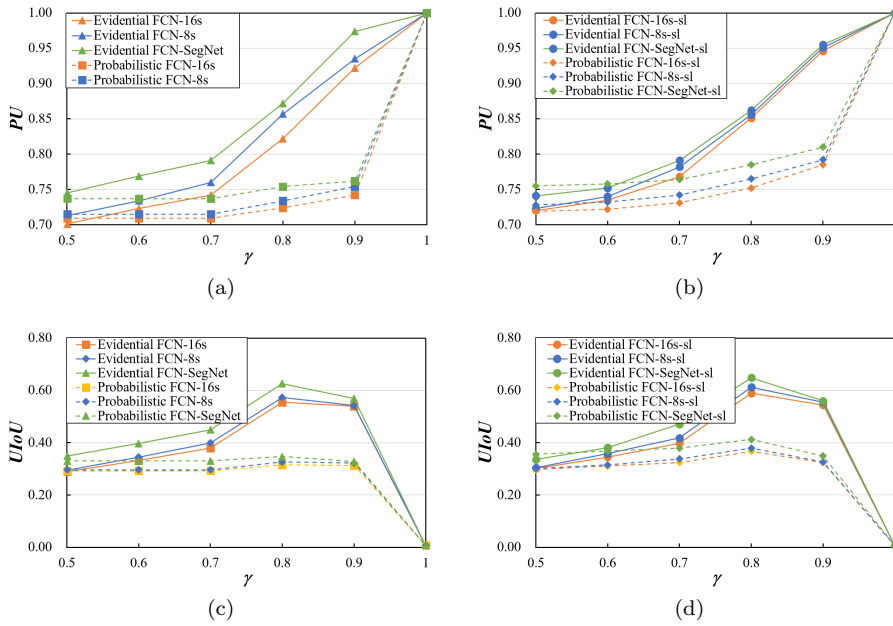 1.00
0.95
0.90
0.85
0.80
0.75
0.70
PU
0.5
0.6
0.7
0.8
0.9
1
γ
Evidential FCN-16s
Evidential FCN-8s
Evidential FCN-SegNet
Probabilistic FCN-16s
Probabilistic FCN-8s
(a)
1.00
0.95
0.90
0.85
0.80
0.75
0.70
PU
0.5
0.6
0.7
0.8
0.9
γ
Evidential FCN-16s-sl
Evidential FCN-8s-sl
Evidential FCN-SegNet-sl
Probabilistic FCN-16s-sl
Probabilistic FCN-8s-sl
Probabilistic FCN-SegNet-sl
(b)
0.80
0.60
0.40
0.20
0.00
UIoU
0.5
0.6
0.7
0.8
0.9
1
γ
Evidential FCN-16s
Evidential FCN-8s
Evidential FCN-SegNet
Probabilistic FCN-16s
Probabilistic FCN-8s
Probabilistic FCN-SegNet
(c)
0.80
0.60
0.40
0.20
0.00
UIoU
0.5
0.6
0.7
0.8
0.9
γ
Evidential FCN-16s-sl
Evidential FCN-8s-sl
Evidential FCN-SegNet-sl
Probabilistic FCN-16s-sl
Probabilistic FCN-8s-sl
Probabilistic FCN-SegNet-sl
(d)